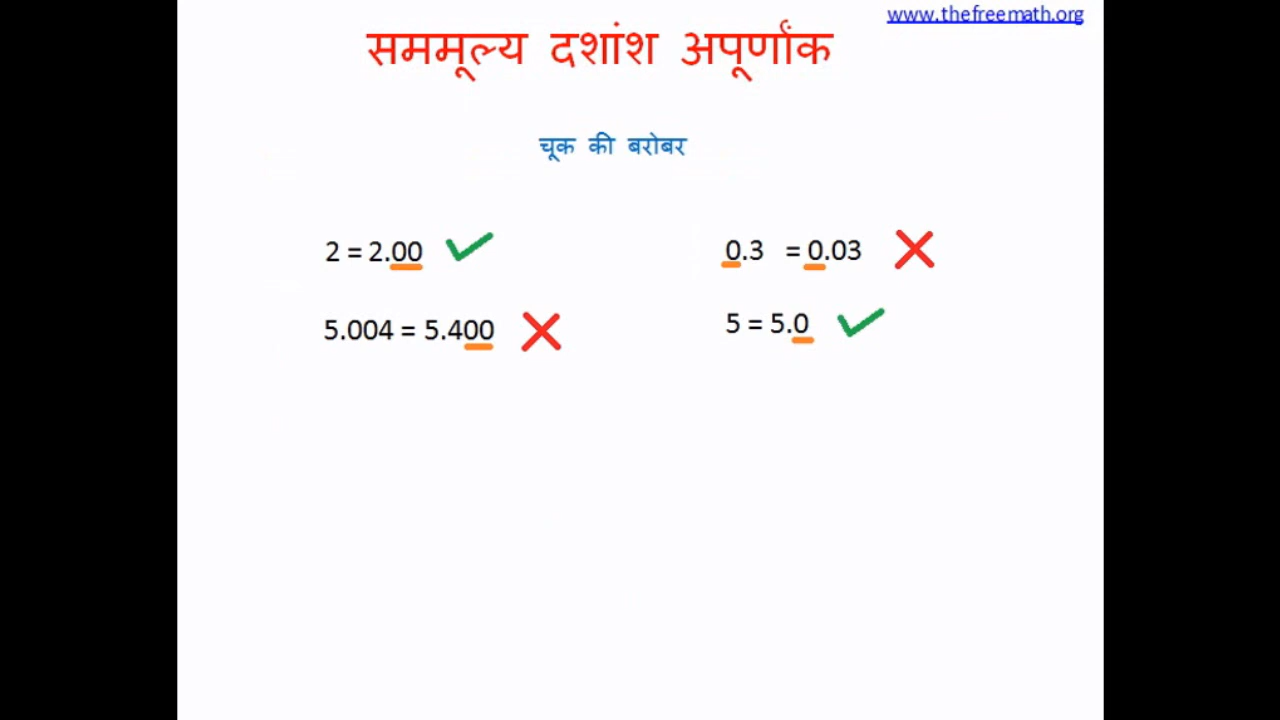 www.thefreemath.org
सममूल्य दशांश अपूर्णांक
चूक की बरोबर
2 = 2.00
0.3 = 0.03
5.004 = 5.400
5 = 5.0